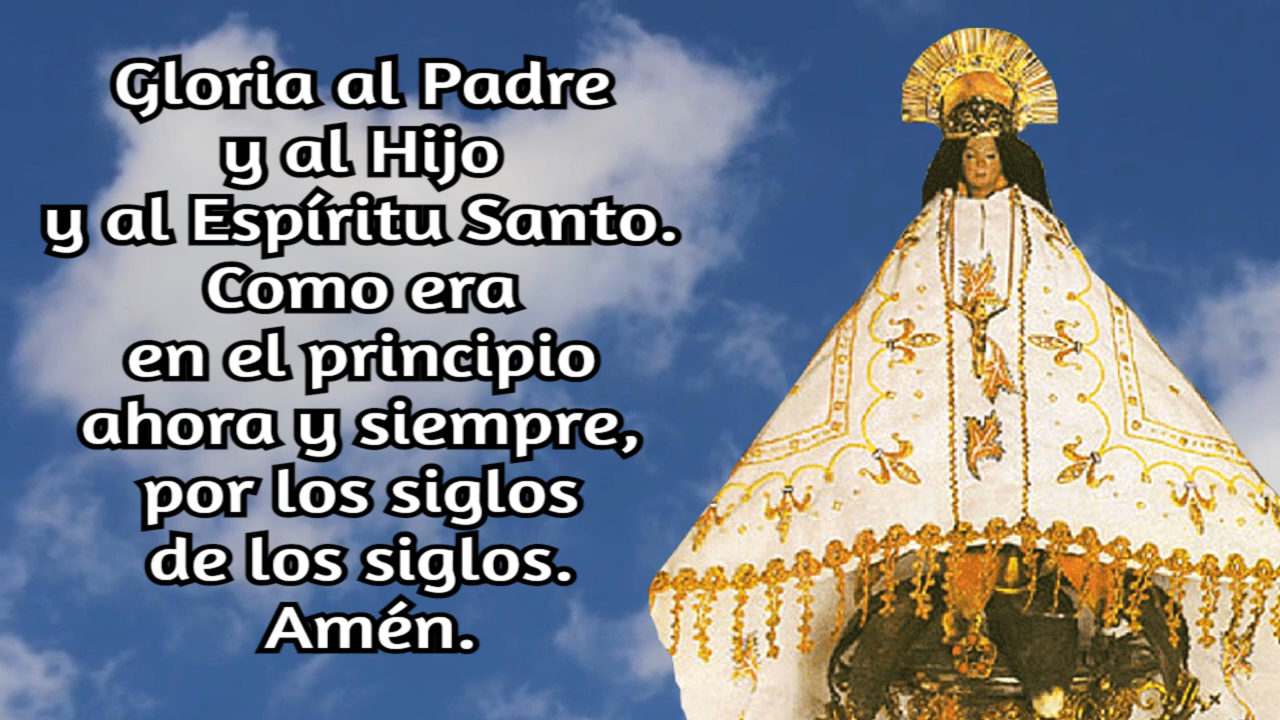 Gloria al Padre
y al Hijo
y al Espíritu Santo.
Como era
en el principio
ahora y siempre,
por los siglos
de los siglos.
Amén.